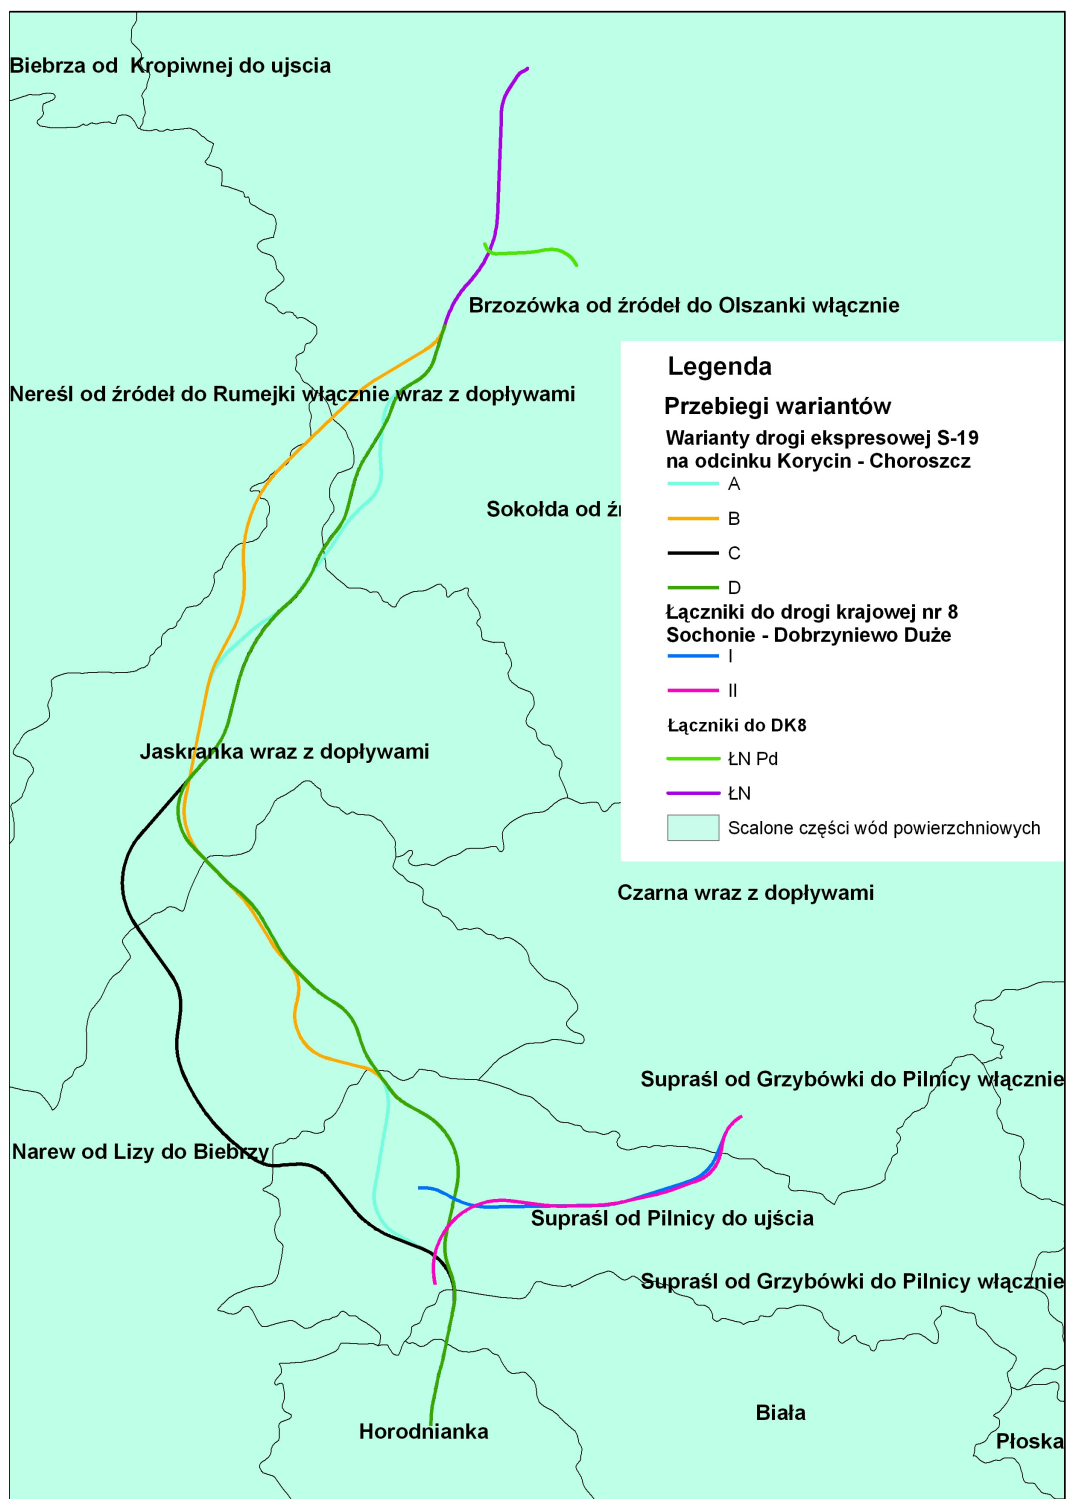 Biebrza od Kropiwnej do ujscia
Brzozówka od źródeł do Olszanki włącznie
Nereśl od źródeł do Rumejki włącznie wraz z dopływami
Sokołda od
Legenda
Przebiegi wariantów
Warianty drogi ekspresowej S-19
na odcinku Korycin - Choroszcz
A
B
C
D
Łączniki do drogi krajowej nr 8
Sochonie - Dobrzyniewo Duże
I
II
Łączniki do DK8
ŁN Pd
ŁN
Scalone części wód powierzchniowych
Jaskranka wraz z dopływami
Czarna wraz z dopływami
Supraśl od Grzybówki do Pilnicy włącznie
Narew od Lizy do Biebrzy
Supraśl od Pilnicy do ujścia
Supraśl od Grzybówki do Pilnicy włącznie
Biała
Horodnianka
Płoska